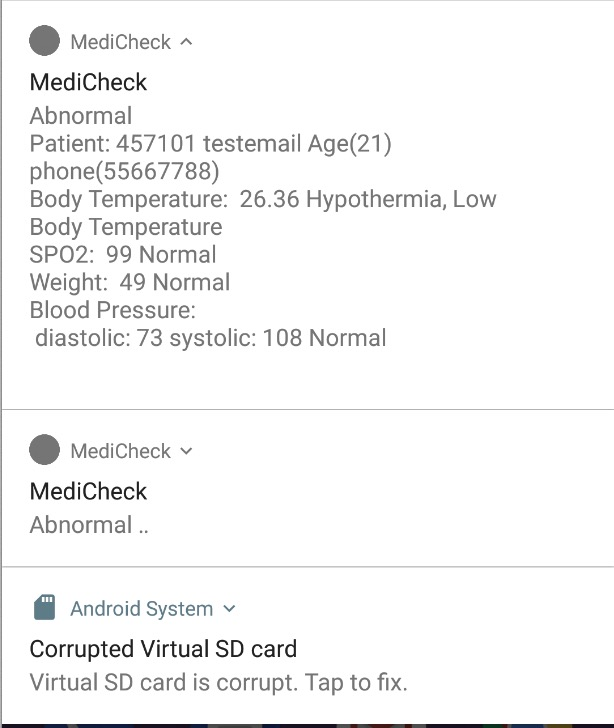 MediCheck
MediCheck
Abnormal
Patient: 457101 testemail Age(21)
phone(55667788)
Body Temperature:  26.36 Hypothermia, Low
Body Temperature
SPO2:  99 Normal
Weight:  49 Normal
Blood Pressure:
diastolic: 73 systolic: 108 Normal
MediCheck
MediCheck
Abnormal ..
Android System
Corrupted Virtual SD card
Virtual SD card is corrupt. Tap to fix.